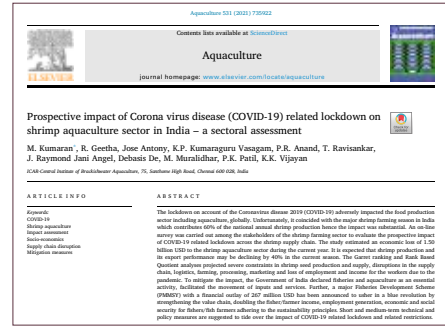 Aquaculture 531 (2021) 735922
Contents lists available at ScienceDirect
Aquaculture
journal homepage: www.elsevier.com/locate/aquaculture
ELSEVIER
Prospective impact of Corona virus disease (COVID-19) related lockdown on
shrimp aquaculture sector in India – a sectoral assessment
M. Kumaran*, R. Geetha, Jose Antony, K.P. Kumaraguru Vasagam, P.R. Anand, T. Ravisankar,
J. Raymond Jani Angel, Debasis De, M. Muralidhar, P.K. Patil, K.K. Vijayan
ICAR-Central Institute of Brackishwater Aquaculture, 75, Santhome High Road, Chennai 600 028, India
ARTICLE INFO
Keywords:
COVID-19
Shrimp aquaculture
Impact assessment
Socio-economics
Supply chain disruption
Mitigation measures
ABSTRACT
The lockdown on account of the Coronavirus disease 2019 (COVID-19) adversely impacted the food production
sector including aquaculture, globally. Unfortunately, it coincided with the major shrimp farming season in India
which contributes 60% of the national annual shrimp production hence the impact was substantial. An on-line
survey was carried out among the stakeholders of the shrimp farming sector to evaluate the prospective impact
of COVID-19 related lockdown across the shrimp supply chain. The study estimated an economic loss of 1.50
billion USD to the shrimp aquaculture sector during the current year. It is expected that shrimp production and
its export performance may be declining by 40% in the current season. The Garret ranking and Rank Based
Quotient analyses projected severe constraints in shrimp seed production and supply, disruptions in the supply
chain, logistics, farming, processing, marketing and loss of employment and income for the workers due to the
pandemic. To mitigate the impact, the Government of India declared fisheries and aquaculture as an essential
activity, facilitated the movement of inputs and services. Further, a major Fisheries Development Scheme
(PMMSY) with a financial outlay of 267 million USD has been announced to usher in a blue revolution by
strengthening the value chain, doubling the fisher/farmer income, employment generation, economic and social
security for fishers/fish farmers adhering to the sustainability principles. Short and medium-term technical and
policy measures are suggested to tide over the impact of COVID-19 related lockdown and related restrictions.